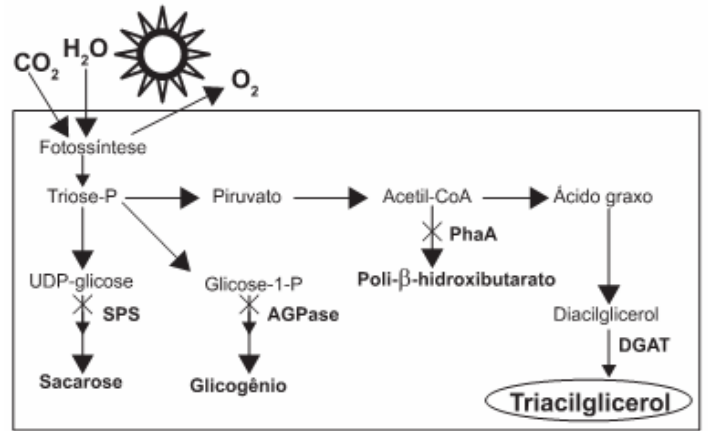 CO₂
H₂O
O₂
Fotossíntese
Triose-P
Piruvato
Acetil-CoA
Ácido graxo
PhaA
UDP-glicose
Glicose-1-P
Poli-β-hidroxibutarato
SPS
AGPase
Diacilglicerol
DGAT
Sacarose
Glicogênio
Triacilglicerol